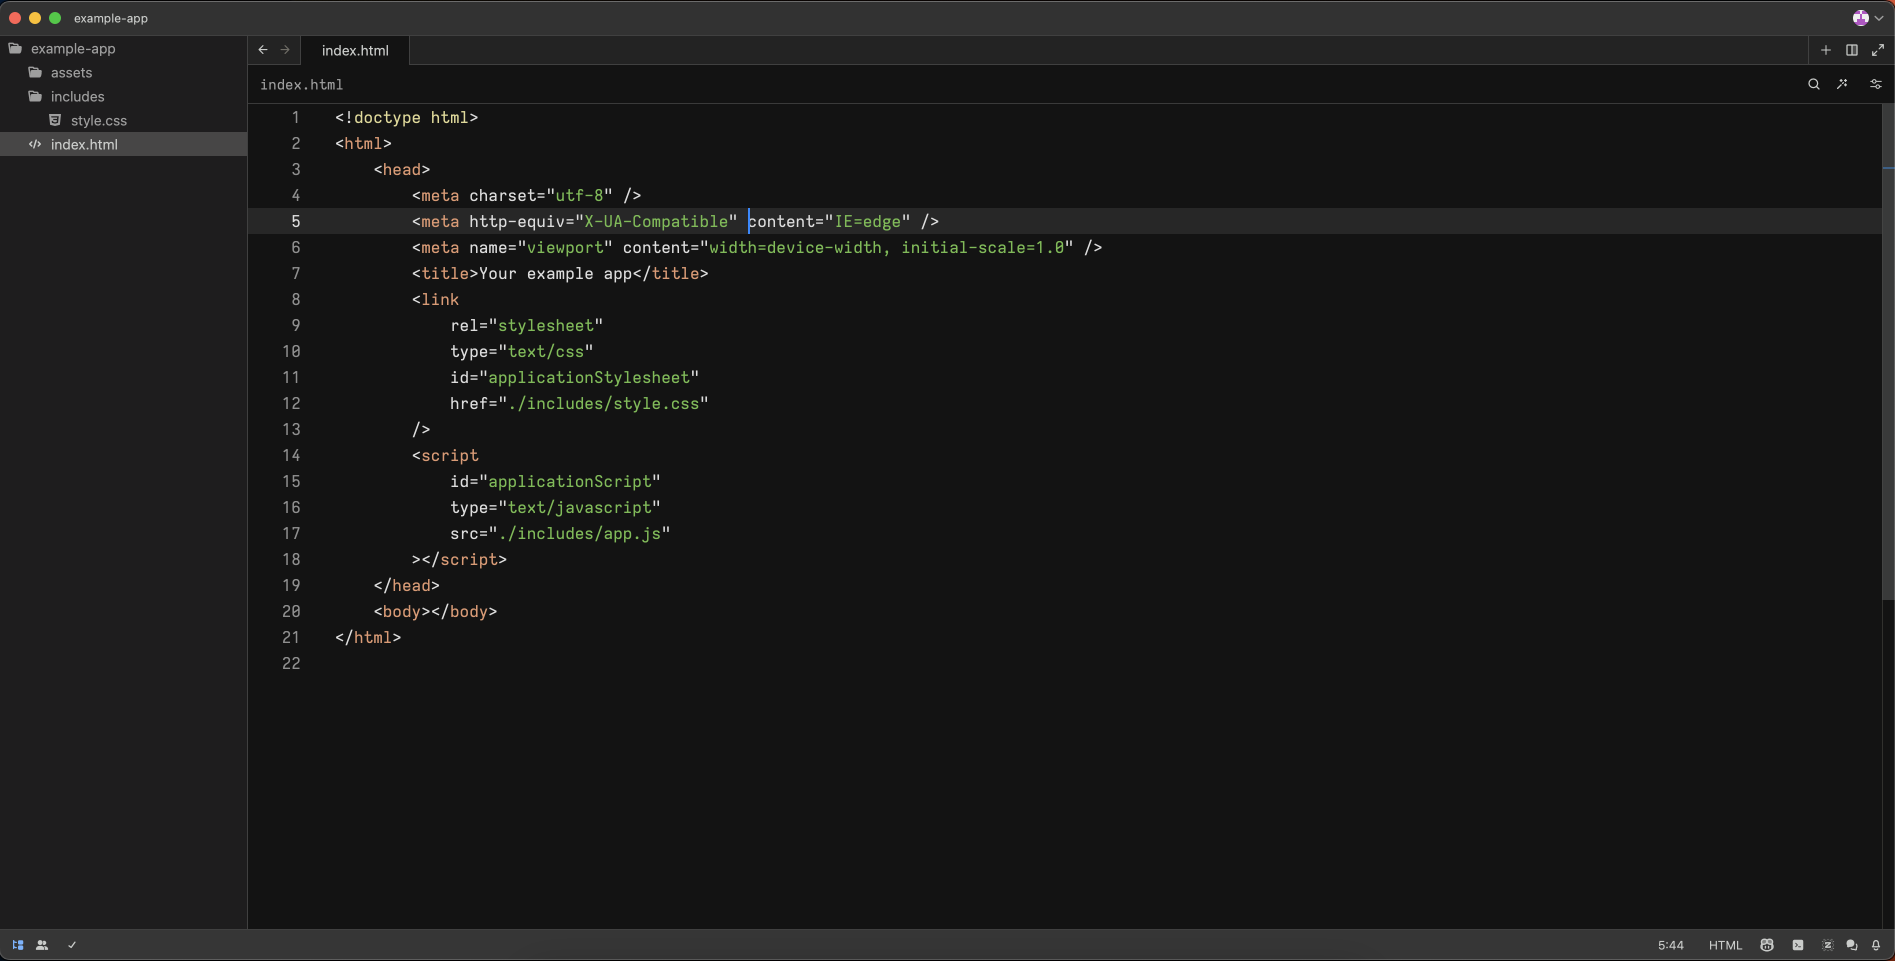 example-app
example-app
assets
includes
style.css
index.html
index.html
index.html
1 <!doctype html>
2 <html>
3 <head>
4 <meta charset="utf-8" />
5 <meta http-equiv="X-UA-Compatible" content="IE=edge" />
6 <meta name="viewport" content="width=device-width, initial-scale=1.0" />
7 <title>Your example app</title>
8 <link
9 rel="stylesheet"
10 type="text/css"
11 id="applicationStylesheet"
12 href="./includes/style.css"
13 />
14 <script
15 id="applicationScript"
16 type="text/javascript"
17 src="./includes/app.js"
18 ></script>
19 </head>
20 <body></body>
21 </html>
22
5:44 HTML